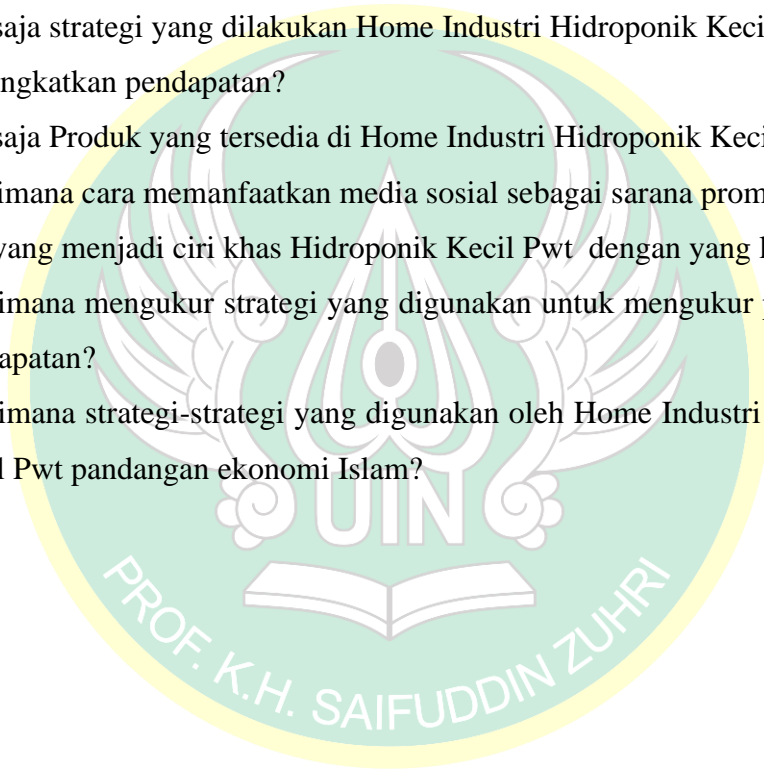 saja strategi yang dilakukan Home Industri Hidroponik Keci
ngkatkan pendapatan?
saja Produk yang tersedia di Home Industri Hidroponik Keci
imana cara memanfaatkan media sosial sebagai sarana prom
yang menjadi ciri khas Hidroponik Kecil Pwt dengan yang l
imana mengukur strategi yang digunakan untuk mengukur p
apatan?
imana strategi-strategi yang digunakan oleh Home Industri
l Pwt pandangan ekonomi Islam?
UIN
PROF. K.H. SAIFUDDIN ZUHRI